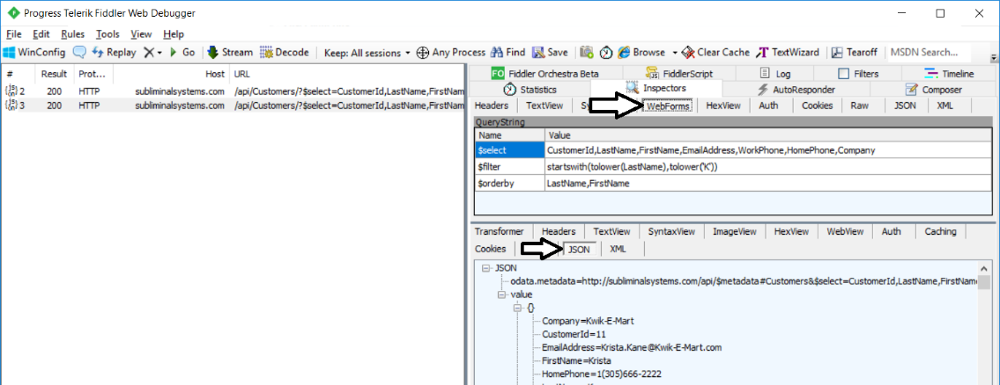 Progress Telerik Fiddler Web Debugger
File Edit Rules Tools View Help
WinConfig Replay Go Stream Decode Keep: All sessions Any Process Find Save Browse Clear Cache TextWizard Tearoff MSDN Search...
# Result Prot... Host URL
2 200 HTTP subliminalsystems.com /api/Customers/?$select=CustomerId,LastName,FirstNam
3 200 HTTP subliminalsystems.com /api/Customers/?$select=CustomerId,LastName,FirstNam
Fiddler Orchestra Beta FiddlerScript Log Filters Timeline
Statistics Inspectors AutoResponder Composer
Headers TextView WebForms HexView Auth Cookies Raw JSON XML
QueryString
Name Value
$select CustomerId,LastName,FirstName,EmailAddress,WorkPhone,HomePhone,Company
$filter startswith(tolower(LastName),tolower('K'))
$orderby LastName,FirstName
Transformer Headers TextView SyntaxView ImageView HexView WebView Auth Caching
Cookies JSON XML
JSON
odata.metadata=http://subliminalsystems.com/api/$metadata#Customers&$select=CustomerId,LastName,FirstName
value
{}
Company=Kwik-E-Mart
CustomerId=11
EmailAddress=Krista.Kane@Kwik-E-Mart.com
FirstName=Krista
HomePhone=1(305)666-2222